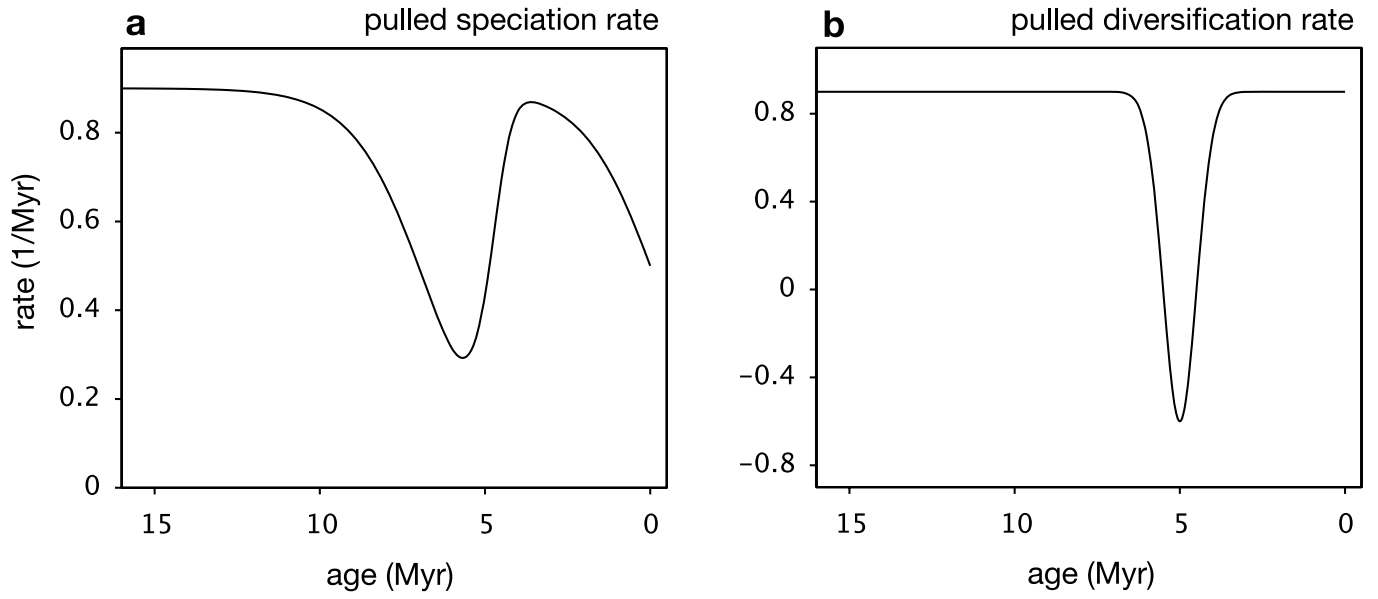 a
pulled speciation rate
0.8
0.6
0.4
0.2
0
rate (1/Myr)
15
10
5
0
age (Myr)
b
pulled diversification rate
0.8
0.4
0
−0.4
−0.8
15
10
5
0
age (Myr)